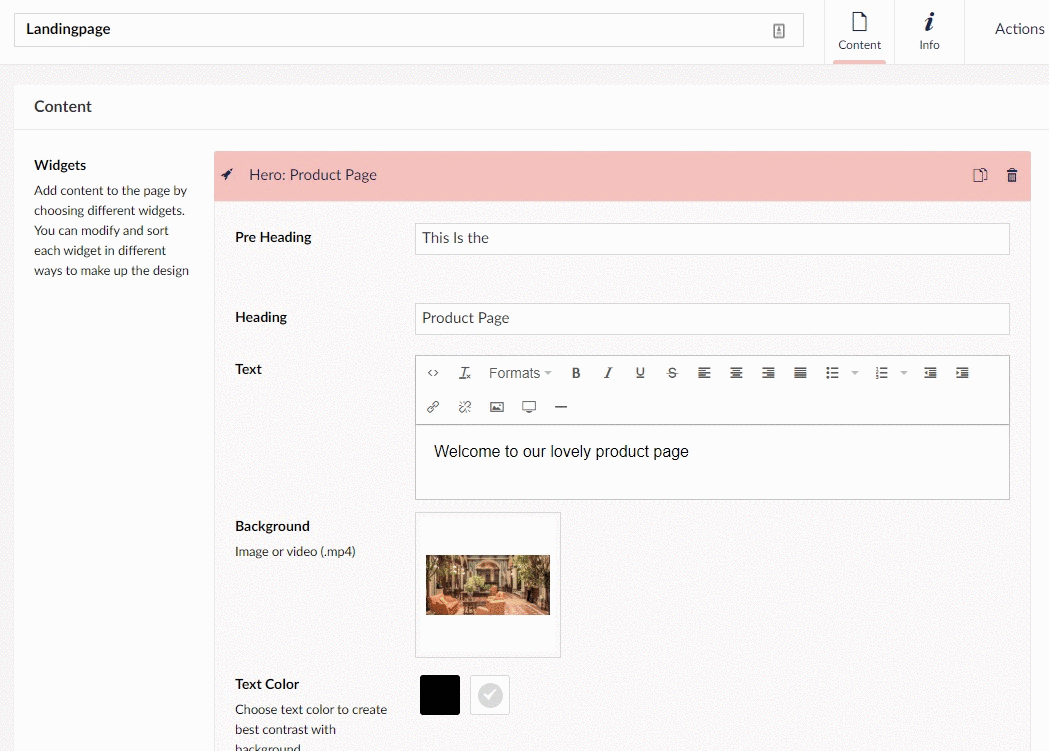 Landingpage
Content
Info
Actions
Content
Widgets
Add content to the page by
choosing different widgets.
You can modify and sort
each widget in different
ways to make up the design
Hero: Product Page
Pre Heading
This Is the
Heading
Product Page
Text
Formats
B I U S
Welcome to our lovely product page
Background
Image or video (.mp4)
Text Color
Choose text color to create
best contrast with
background